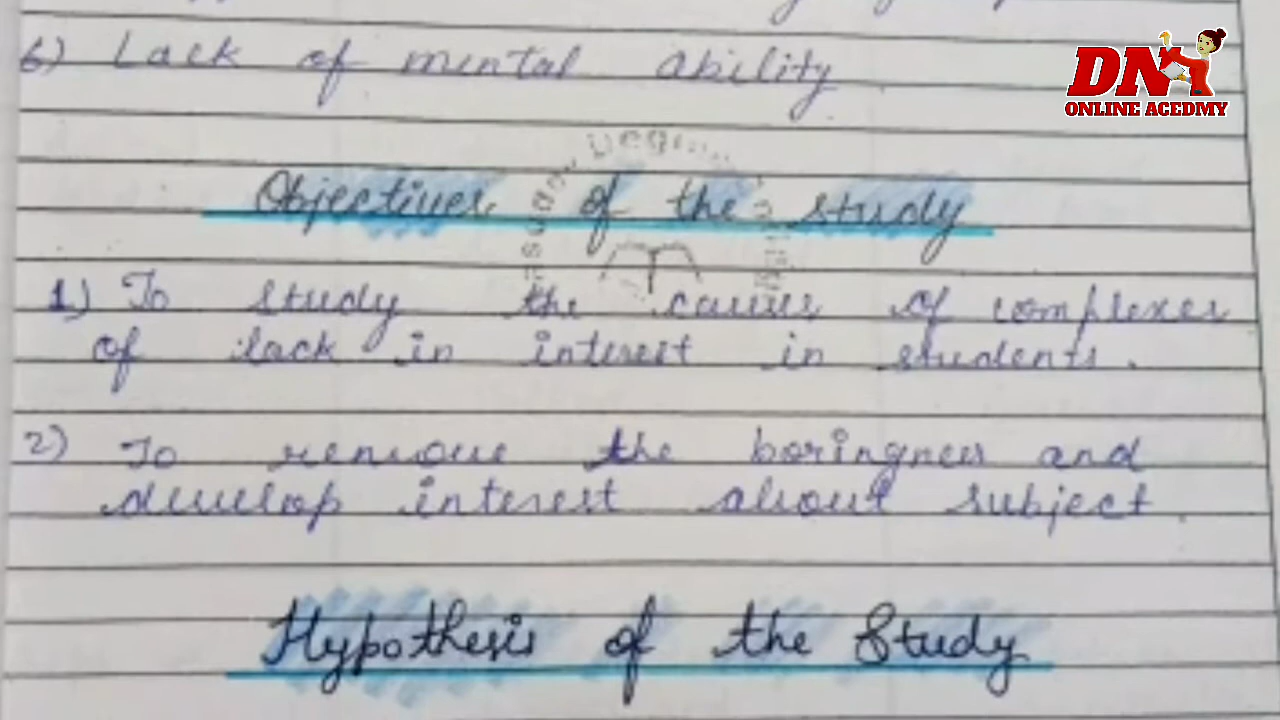 6) Lack of mental ability
DN
ONLINE ACEDMY
Objectives of the study
1) To study the causes of complexes
of lack in interest in students.
2) To remove the boringness and
develop interest about subject.
Hypothesis of the Study